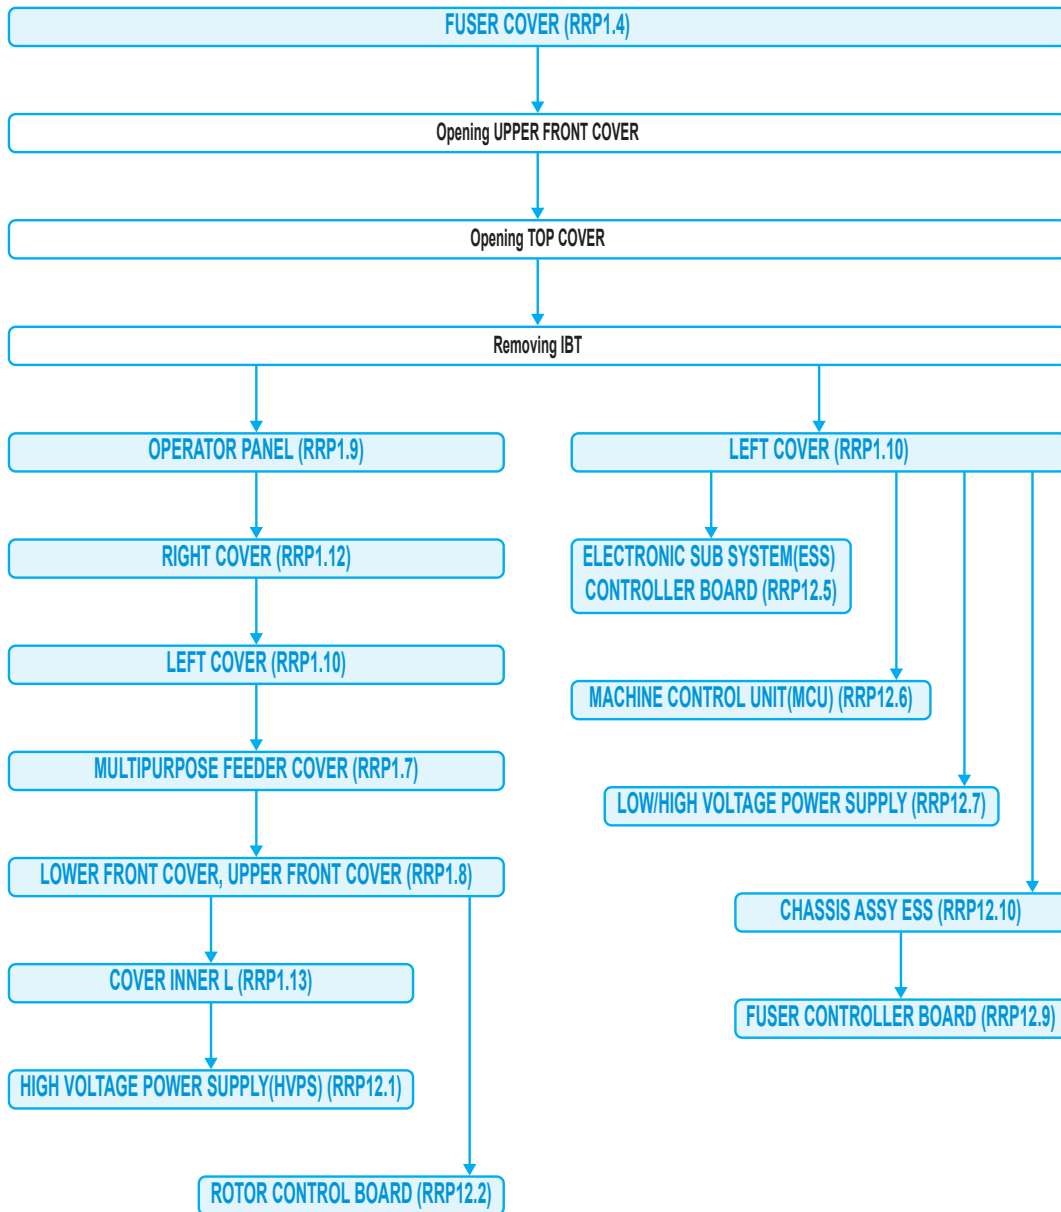 FUSER COVER (RRP1.4)
Opening UPPER FRONT COVER
Opening TOP COVER
Removing IBT
OPERATOR PANEL (RRP1.9)
RIGHT COVER (RRP1.12)
LEFT COVER (RRP1.10)
MULTIPURPOSE FEEDER COVER (RRP1.7)
LOWER FRONT COVER, UPPER FRONT COVER (RRP1.8)
COVER INNER L (RRP1.13)
HIGH VOLTAGE POWER SUPPLY(HVPS) (RRP12.1)
ROTOR CONTROL BOARD (RRP12.2)
LEFT COVER (RRP1.10)
ELECTRONIC SUB SYSTEM(ESS)
CONTROLLER BOARD (RRP12.5)
MACHINE CONTROL UNIT(MCU) (RRP12.6)
LOW/HIGH VOLTAGE POWER SUPPLY (RRP12.7)
CHASSIS ASSY ESS (RRP12.10)
FUSER CONTROLLER BOARD (RRP12.9)